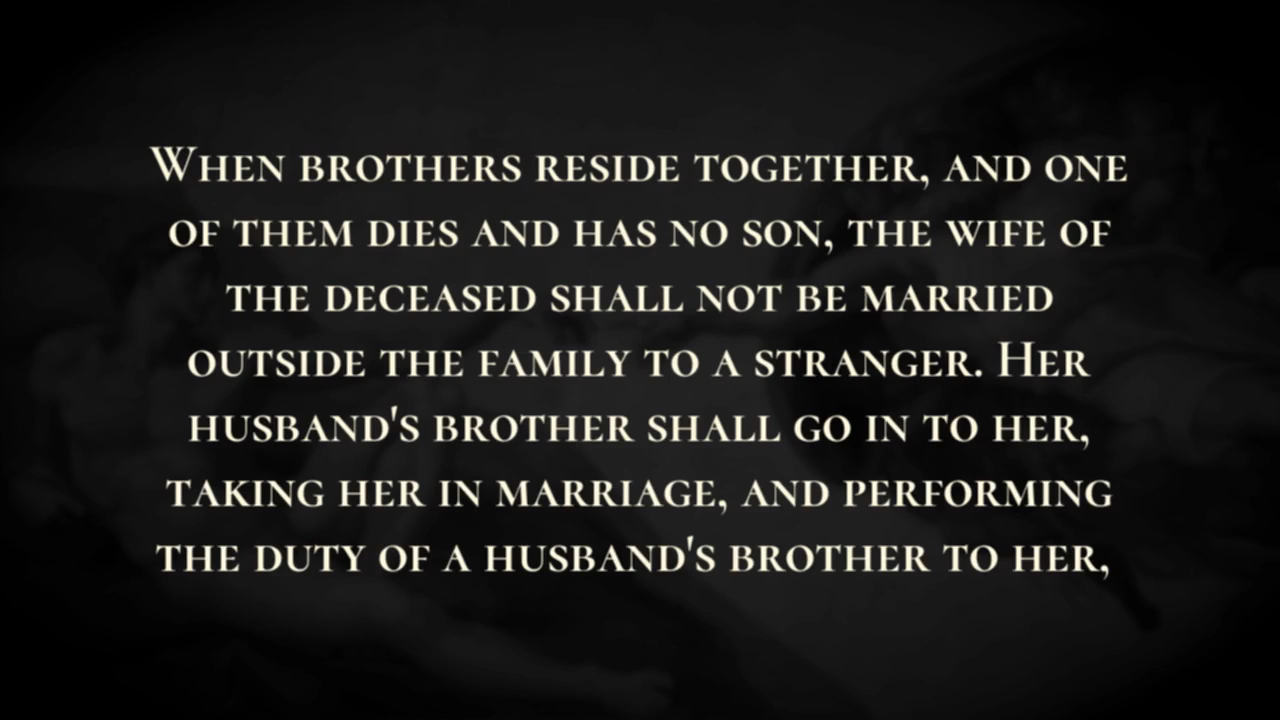 When brothers reside together, and one
of them dies and has no son, the wife of
the deceased shall not be married
outside the family to a stranger. Her
husband's brother shall go in to her,
taking her in marriage, and performing
the duty of a husband's brother to her,